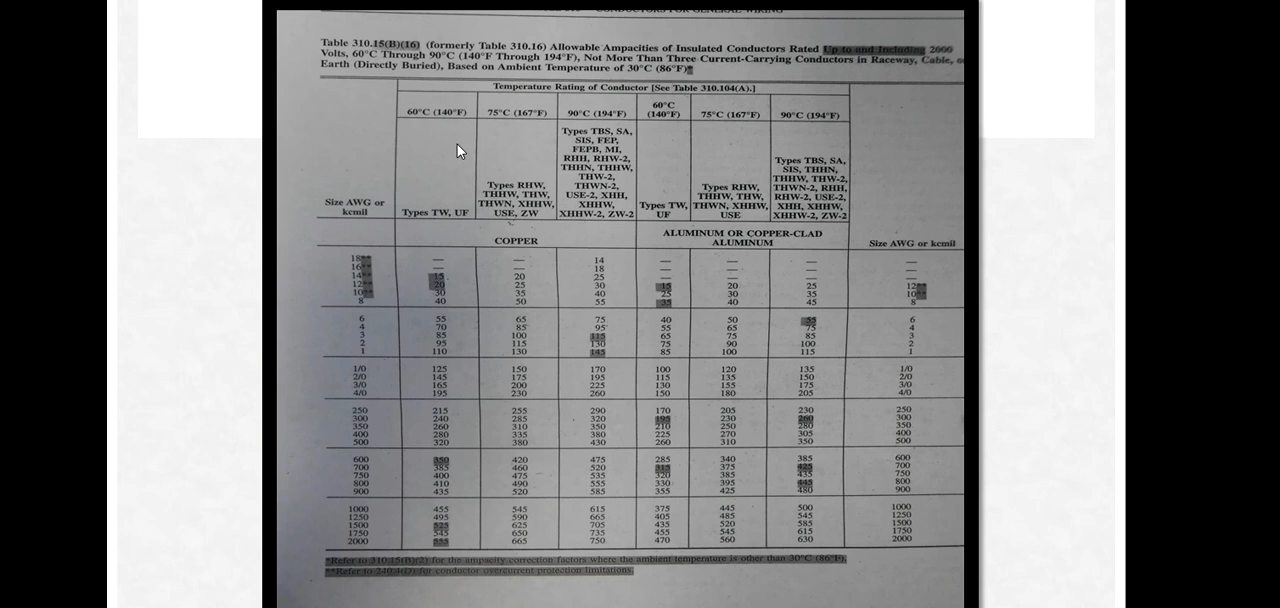 Table 310.15(B)(16) (formerly Table 310.16) Allowable Ampacities of Insulated Conductors Rated Up to and Including 2000
Volts, 60°C Through 90°C (140°F Through 194°F), Not More Than Three Current-Carrying Conductors in Raceway, Cable, or
Earth (Directly Buried), Based on Ambient Temperature of 30°C (86°F)*
Temperature Rating of Conductor [See Table 310.104(A).]
60°C (140°F) 75°C (167°F) 90°C (194°F) 60°C (140°F) 75°C (167°F) 90°C (194°F)
Size AWG or kcmil
Types TW, UF
Types RHW,
THHW, THW,
THWN, XHHW,
USE, ZW
Types TBS, SA,
SIS, FEP,
FEPB, MI,
RHH, RHW-2,
THHN, THHW,
THW-2,
THWN-2,
USE-2, XHH,
XHHW,
XHHW-2, ZW-2
Types TW,
UF
Types RHW,
THHW, THW,
THWN, XHHW,
USE
Types TBS, SA,
SIS, THHN,
THHW, THW-2,
THWN-2, RHH,
RHW-2, USE-2,
XHH, XHHW,
XHHW-2, ZW-2
Size AWG or kcmil
COPPER
ALUMINUM OR COPPER-CLAD
ALUMINUM
18** — — 14 — — — —
16** — — 18 — — — —
14** 15 20 25 — — — —
12** 20 25 30 15 20 25 12**
10** 30 35 40 25 30 35 10**
8 40 50 55 35 40 45 8
6 55 65 75 40 50 55 6
4 70 85 95 55 65 75 4
3 85 100 115 65 75 85 3
2 95 115 130 75 90 100 2
1 110 130 145 85 100 115 1
1/0 125 150 170 100 120 135 1/0
2/0 145 175 195 115 135 150 2/0
3/0 165 200 225 130 155 175 3/0
4/0 195 230 260 150 180 205 4/0
250 215 255 290 170 205 230 250
300 240 285 320 195 230 260 300
350 260 310 350 210 250 280 350
400 280 335 380 225 270 305 400
500 320 380 430 260 310 350 500
600 350 420 475 285 340 385 600
700 385 460 520 315 375 425 700
750 400 475 535 320 385 435 750
800 410 490 555 330 395 445 800
900 435 520 585 355 425 480 900
1000 455 545 615 375 445 500 1000
1250 495 590 665 405 485 545 1250
1500 525 625 705 435 520 585 1500
1750 545 650 735 455 545 615 1750
2000 555 665 750 470 560 630 2000
*Refer to 310.15(B)(2) for the ampacity correction factors where the ambient temperature is other than 30°C (86°F).
**Refer to 240.4(D) for conductor overcurrent protection limitations.